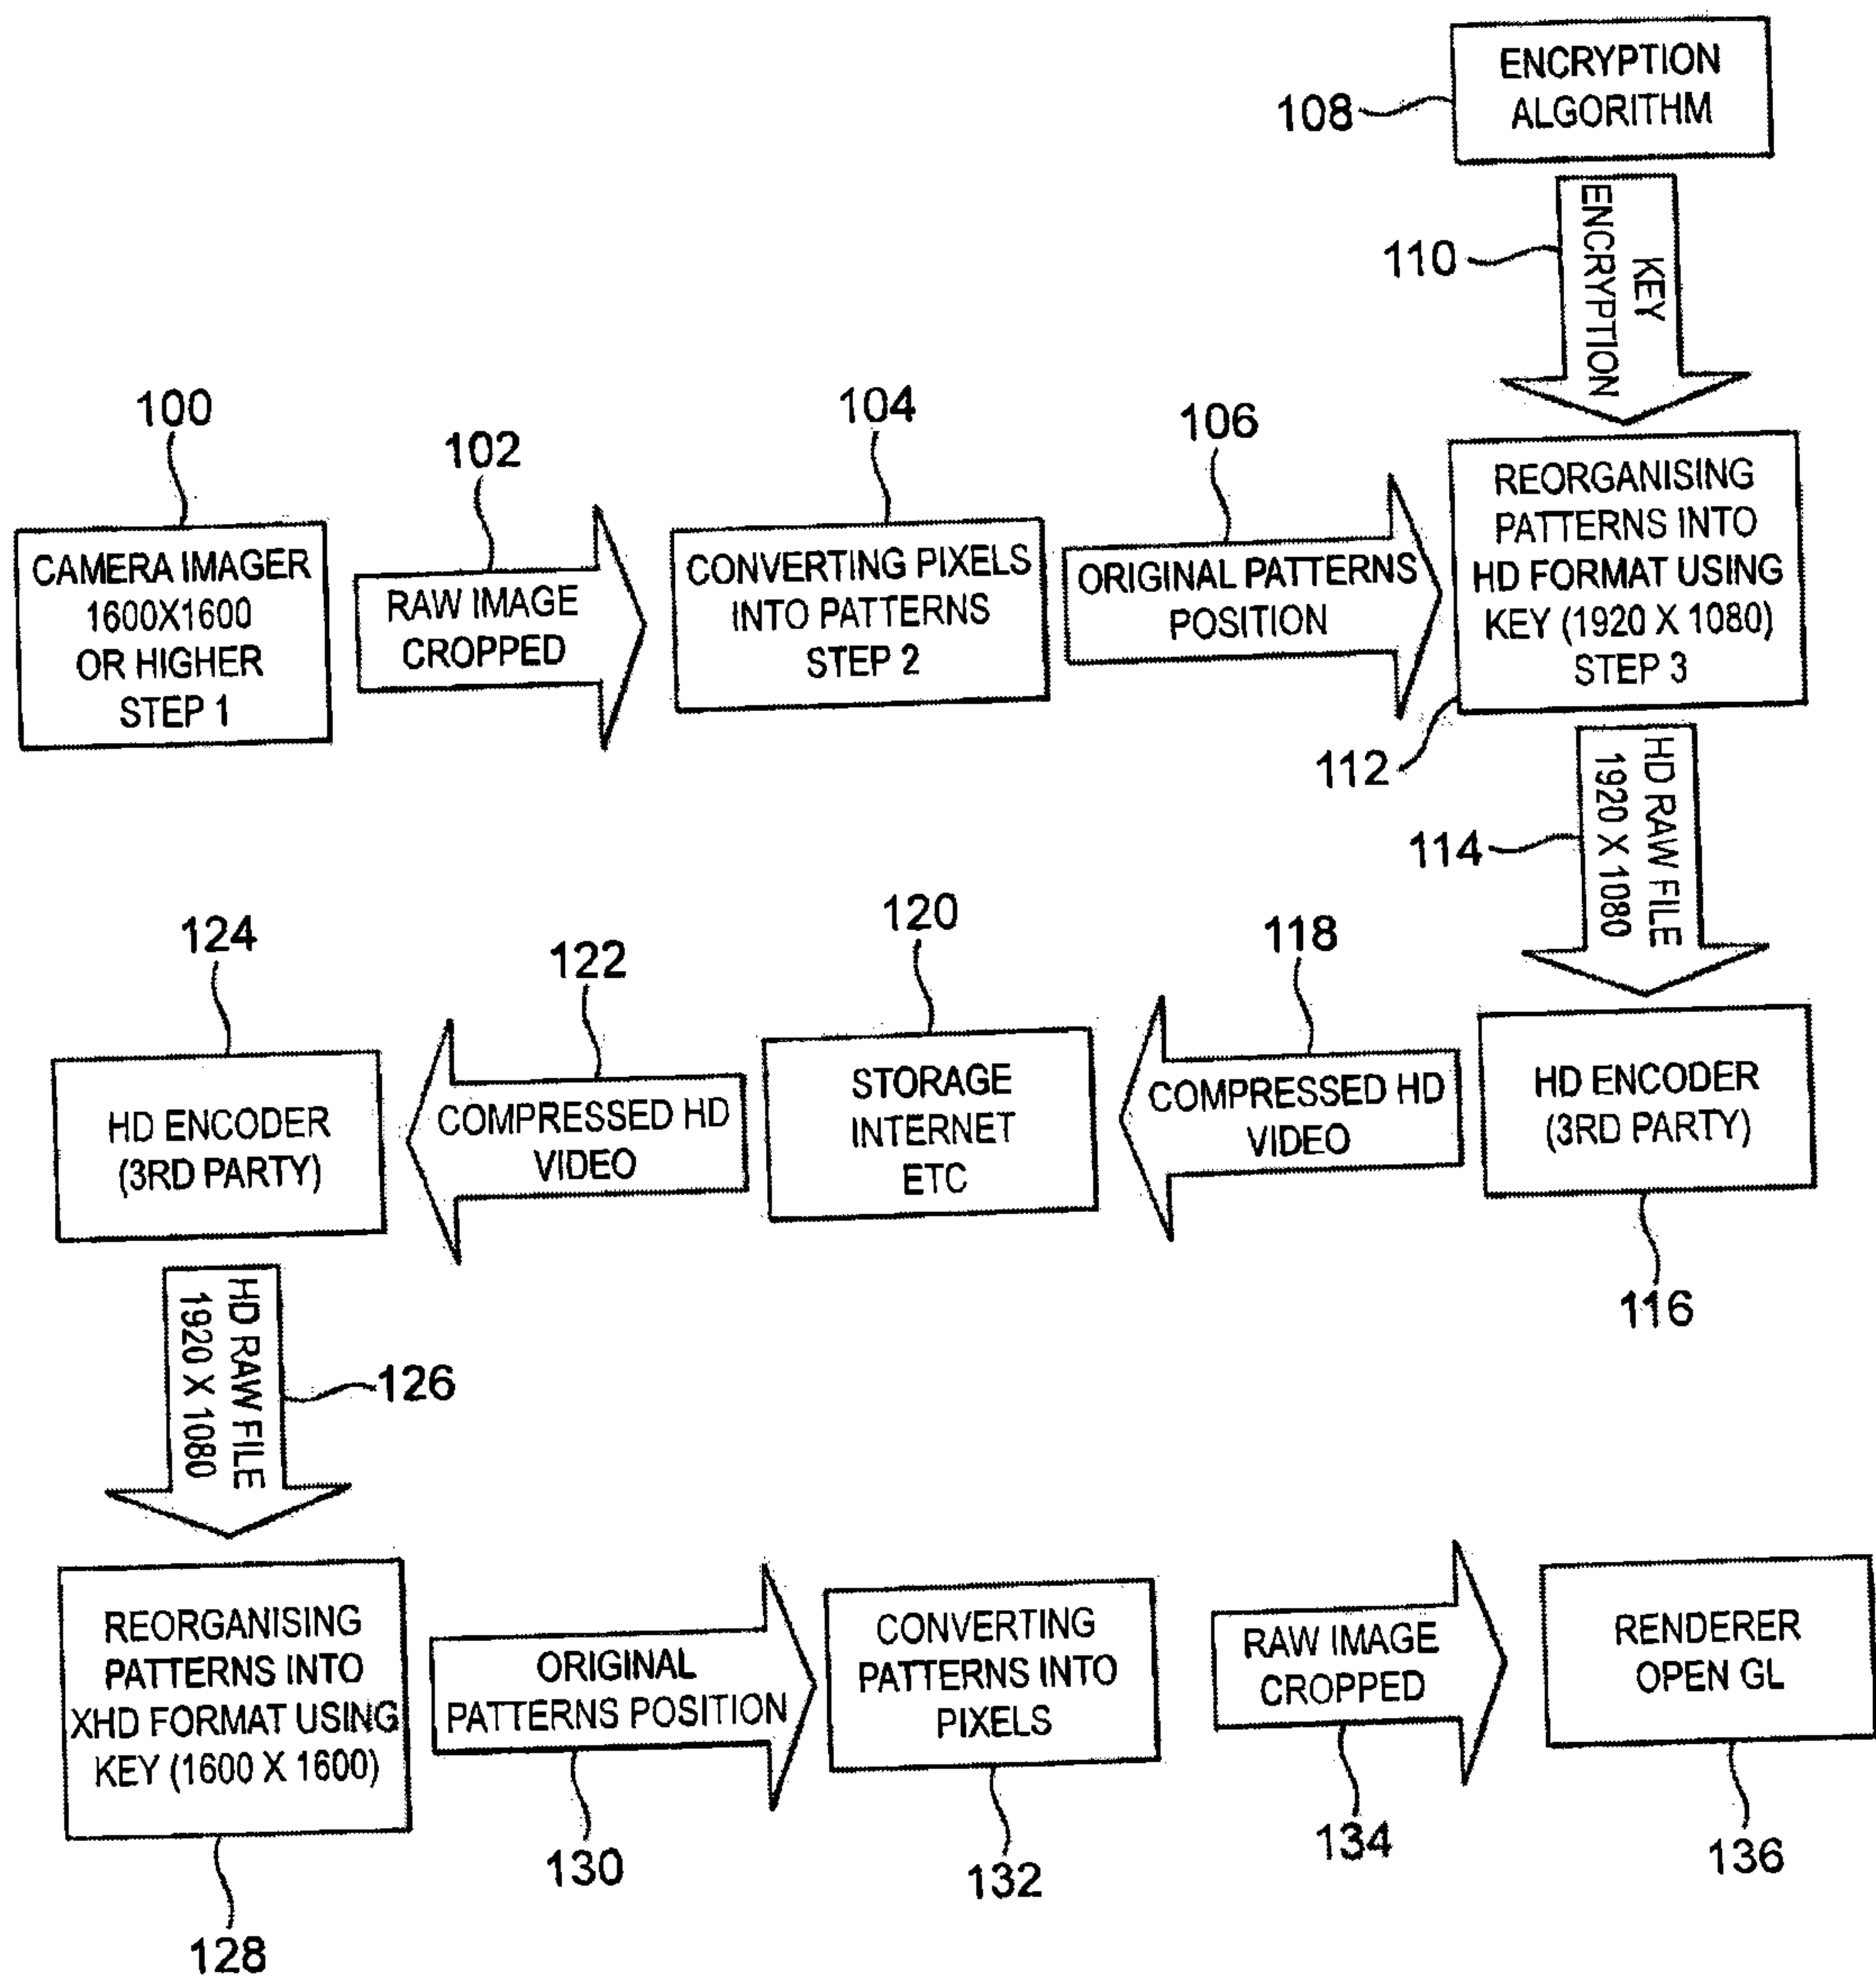 ENCRYPTION
ALGORITHM
108
KEY
ENCRYPTION
110
100
CAMERA IMAGER
1600X1600
OR HIGHER
STEP 1
102
RAW IMAGE
CROPPED
104
CONVERTING PIXELS
INTO PATTERNS
STEP 2
106
ORIGINAL PATTERNS
POSITION
REORGANISING
PATTERNS INTO
HD FORMAT USING
KEY (1920 X 1080)
STEP 3
112
HD RAW FILE
1920 X 1080
114
HD ENCODER
(3RD PARTY)
116
118
COMPRESSED HD
VIDEO
120
STORAGE
INTERNET
ETC
122
COMPRESSED HD
VIDEO
124
HD ENCODER
(3RD PARTY)
HD RAW FILE
1920 X 1080
126
REORGANISING
PATTERNS INTO
XHD FORMAT USING
KEY (1600 X 1600)
128
ORIGINAL
PATTERNS POSITION
130
CONVERTING
PATTERNS INTO
PIXELS
132
RAW IMAGE
CROPPED
134
RENDERER
OPEN GL
136